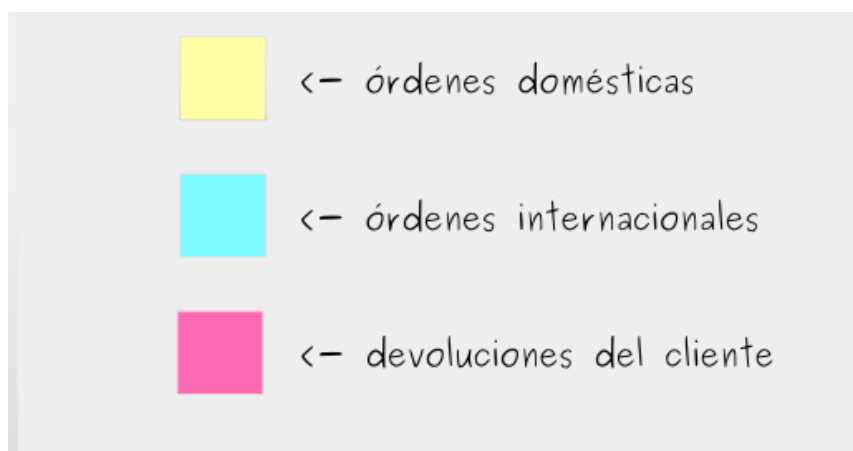 <- órdenes domésticas
<- órdenes internacionales
<- devoluciones del cliente